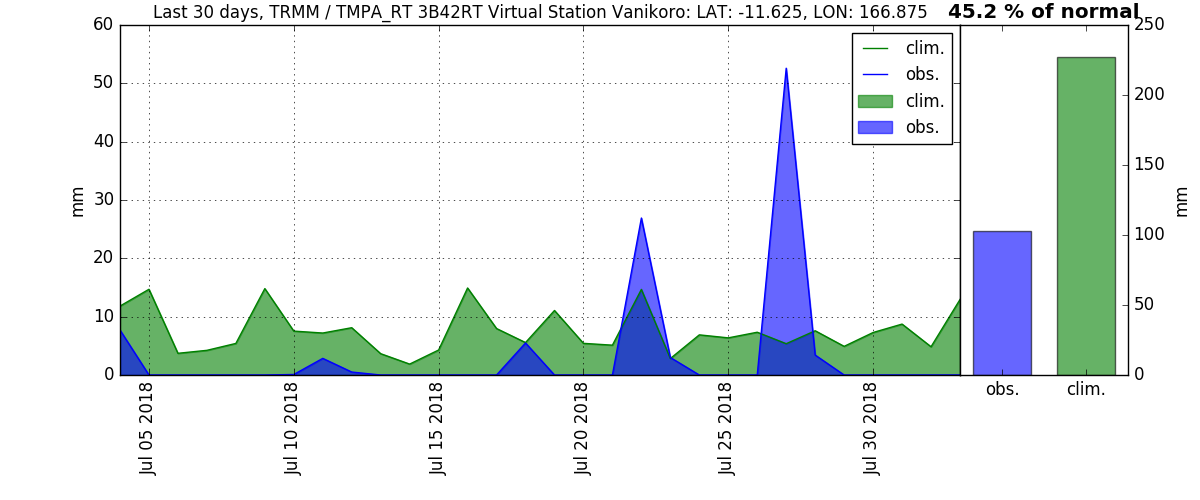 Last 30 days, TRMM / TMPA_RT 3B42RT Virtual Station Vanikoro: LAT: -11.625, LON: 166.875
45.2 % of normal
clim.
obs.
clim.
obs.
60
50
40
30
20
10
0
mm
Jul 05 2018
Jul 10 2018
Jul 15 2018
Jul 20 2018
Jul 25 2018
Jul 30 2018
250
200
150
100
50
0
mm
obs.
clim.